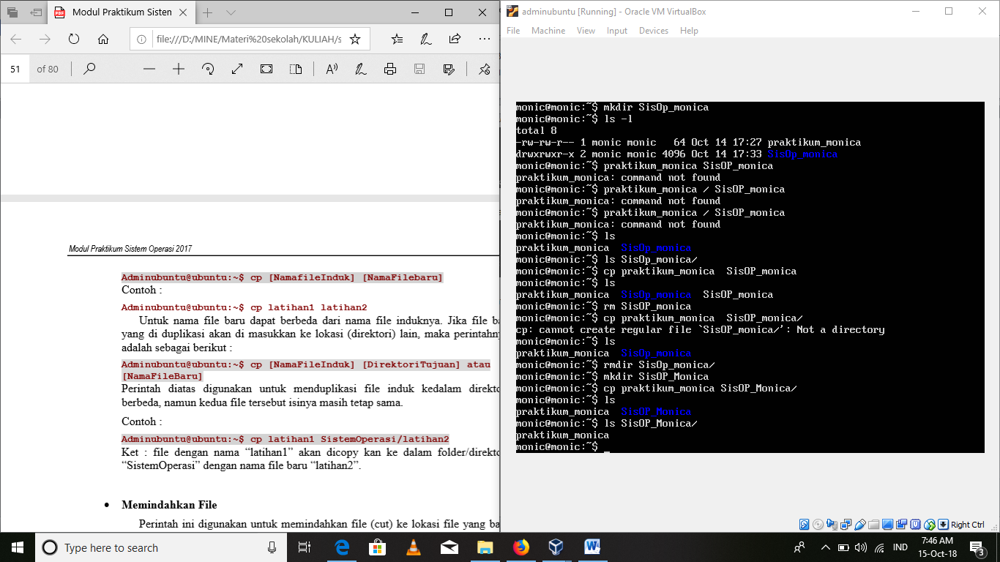 Modul Praktikum Sisten
file:///D:/MINE/Materi%20sekolah/KULIAH/s
51 of 80
Modul Praktikum Sistem Operasi 2017
Adminubuntu@ubuntu:~$ cp [NamafileInduk] [NamaFilebaru]
Contoh :
Adminubuntu@ubuntu:~$ cp latihan1 latihan2
Untuk nama file baru dapat berbeda dari nama file induknya. Jika file ba
yang di duplikasi akan di masukkan ke lokasi (direktori) lain, maka perintahny
adalah sebagai berikut :
Adminubuntu@ubuntu:~$ cp [NamaFileInduk] [DirektoriTujuan] atau
[NamaFileBaru]
Perintah diatas digunakan untuk menduplikasi file induk kedalam direkto
berbeda, namun kedua file tersebut isinya masih tetap sama.
Contoh :
Adminubuntu@ubuntu:~$ cp latihan1 SistemOperasi/latihan2
Ket : file dengan nama “latihan1” akan dicopy kan ke dalam folder/direkto
“SistemOperasi” dengan nama file baru “latihan2”.
• Memindahkan File
Perintah ini digunakan untuk memindahkan file (cut) ke lokasi file yang ba
adminubuntu [Running] - Oracle VM VirtualBox
File Machine View Input Devices Help
monic@monic:~$ mkdir SisOp_monica
monic@monic:~$ ls -l
total 8
-rw-rw-r-- 1 monic monic   64 Oct 14 17:27 praktikum_monica
drwxrwxr-x 2 monic monic 4096 Oct 14 17:33 SisOp_monica
monic@monic:~$ praktikum_monica SisOP_monica
praktikum_monica: command not found
monic@monic:~$ praktikum_monica / SisOP_monica
praktikum_monica: command not found
monic@monic:~$ praktikum_monica / SisOP_monica
praktikum_monica: command not found
monic@monic:~$ ls
praktikum_monica  SisOp_monica
monic@monic:~$ ls SisOp_monica/
monic@monic:~$ cp praktikum_monica  SisOP_monica
monic@monic:~$ ls
praktikum_monica  SisOp_monica  SisOP_monica
monic@monic:~$ rm SisOP_monica
monic@monic:~$ cp praktikum_monica  SisOP_monica/
cp: cannot create regular file `SisOP_monica/': Not a directory
monic@monic:~$ ls
praktikum_monica  SisOp_monica
monic@monic:~$ rmdir SisOp_monica/
monic@monic:~$ mkdir SisOP_Monica
monic@monic:~$ cp praktikum_monica SisOP_Monica/
monic@monic:~$ ls
praktikum_monica  SisOP_Monica
monic@monic:~$ ls SisOP_Monica/
praktikum_monica
monic@monic:~$
Right Ctrl
Type here to search
IND
7:46 AM
15-Oct-18
3